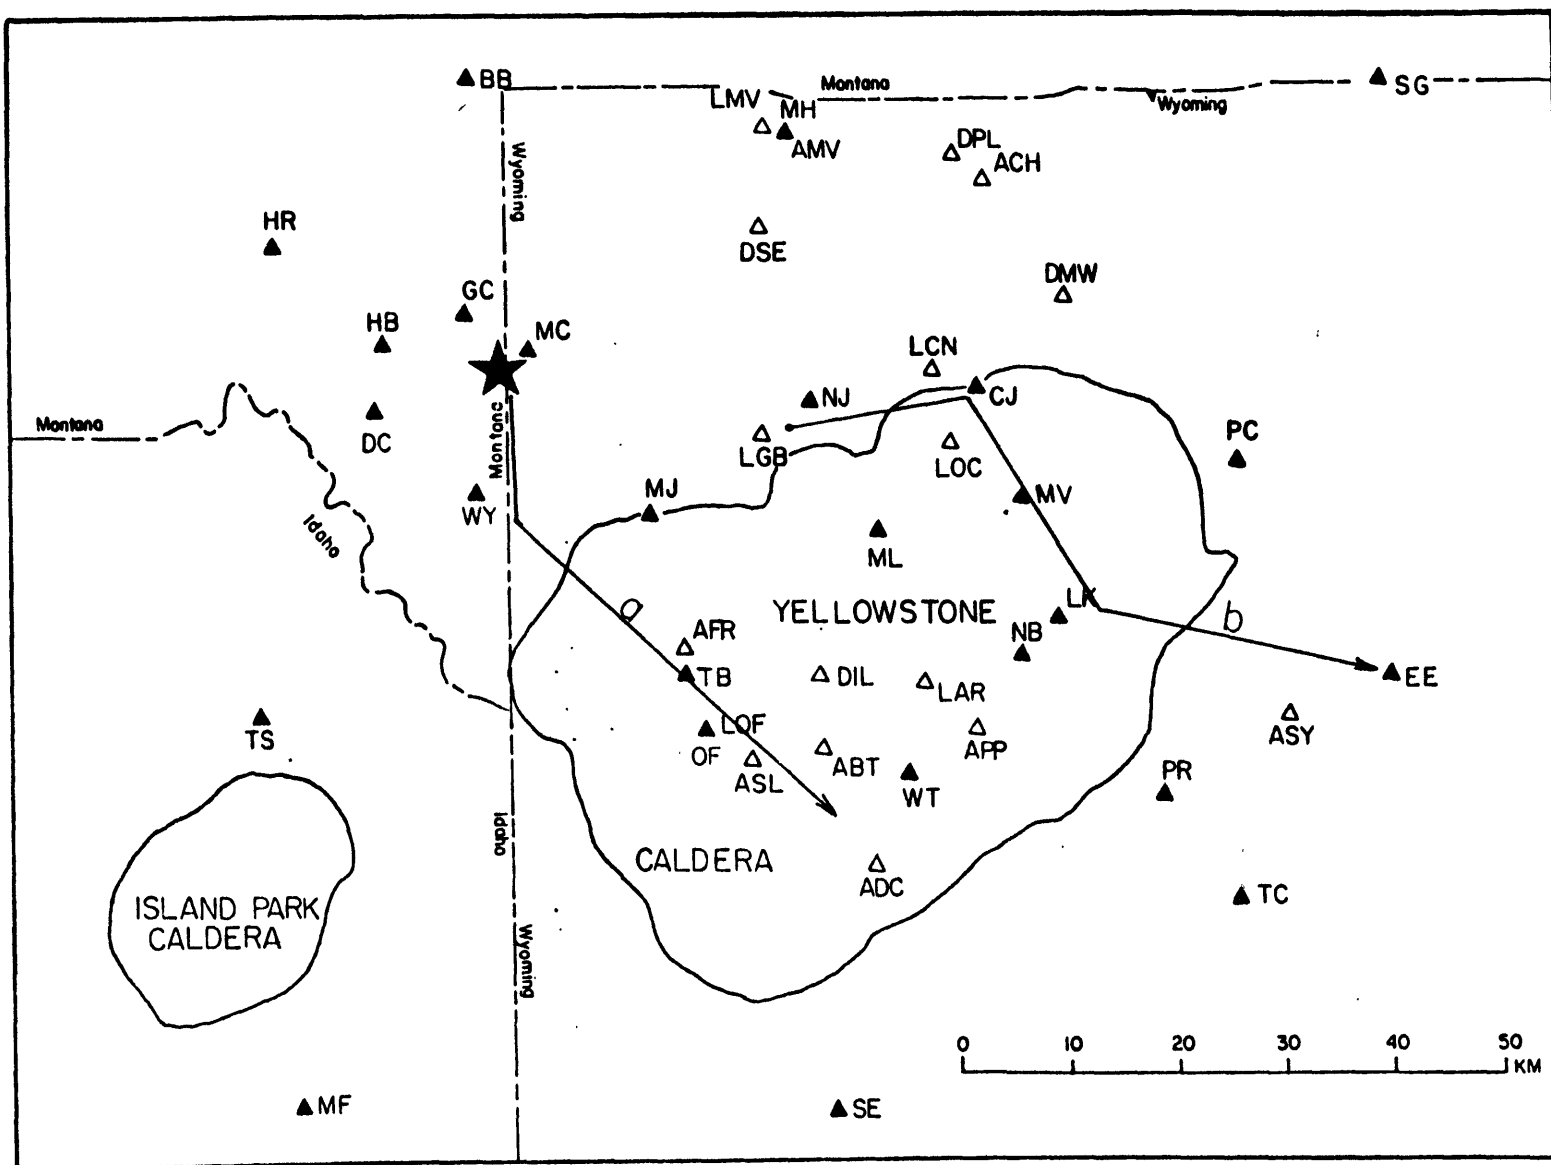 BB
SG
LMV
Montana
MH
Wyoming
AMV
DPL
ACH
Wyoming
HR
DSE
DMW
GC
HB
MC
LCN
CJ
NJ
Montana
DC
Montana
LGB
LOC
PC
WY
MJ
MV
Idaho
ML
YELLOWSTONE
LK
a
b
AFR
NB
TB
DIL
LAR
EE
TS
LOF
OF
ASL
ABT
APP
ASY
WT
PR
Idaho
CALDERA
ADC
TC
ISLAND PARK
CALDERA
Wyoming
0 10 20 30 40 50
KM
MF
SE